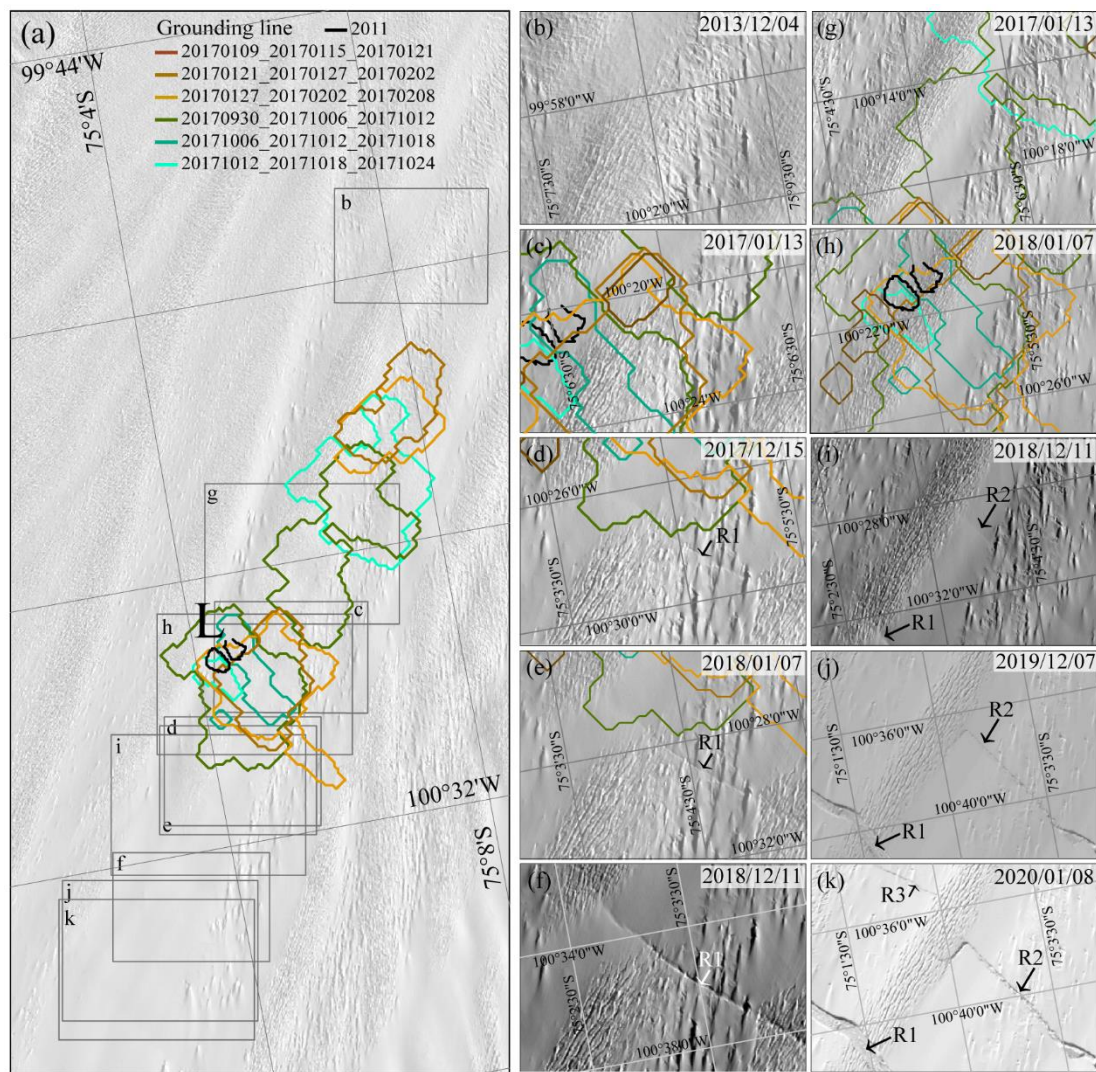 (a)
Grounding line
2011
20170109_20170115_20170121
20170121_20170127_20170202
20170127_20170202_20170208
20170930_20171006_20171012
20171006_20171012_20171018
20171012_20171018_20171024
99°44'W
75°4'S
b
g
c
h
L
d
i
e
f
j
k
100°32'W
75°8'S
(b)
2013/12/04
99°58'0"W
75°7'30"S
100°2'0"W
75°9'30"S
(g)
2017/01/13
75°4'30"S
100°14'0"W
100°18'0"W
75°6'30"S
(c)
2017/01/13
100°20'0"W
75°6'30"S
75°6'30"S
100°24'0"W
(h)
2018/01/07
100°22'0"W
75°5'30"S
100°26'0"W
(d)
2017/12/15
100°26'0"W
75°5'30"S
R1
75°3'30"S
100°30'0"W
(i)
2018/12/11
R2
100°28'0"W
75°4'30"S
75°2'30"S
100°32'0"W
R1
(e)
2018/01/07
100°28'0"W
75°3'30"S
R1
75°4'30"S
100°32'0"W
(j)
2019/12/07
R2
100°36'0"W
75°1'30"S
75°3'30"S
100°40'0"W
R1
(f)
2018/12/11
75°3'30"S
100°34'0"W
R1
75°2'30"S
100°38'0"W
(k)
2020/01/08
R3
100°36'0"W
75°1'30"S
75°3'30"S
R2
100°40'0"W
R1